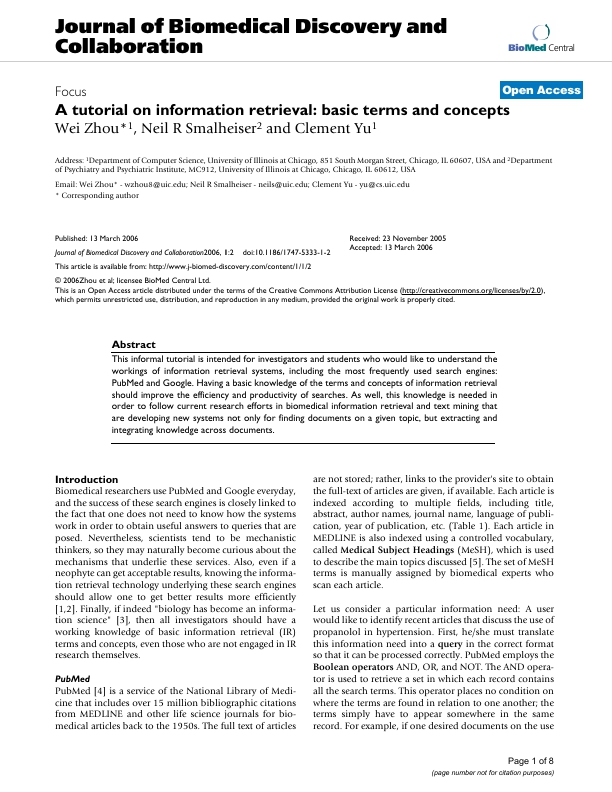 Journal of Biomedical Discovery and
Collaboration
BioMed Central
Focus
Open Access
A tutorial on information retrieval: basic terms and concepts
Wei Zhou*1, Neil R Smalheiser2 and Clement Yu1
Address: 1Department of Computer Science, University of Illinois at Chicago, 851 South Morgan Street, Chicago, IL 60607, USA and 2Department
of Psychiatry and Psychiatric Institute, MC912, University of Illinois at Chicago, Chicago, IL 60612, USA
Email: Wei Zhou* - wzhou8@uic.edu; Neil R Smalheiser - neils@uic.edu; Clement Yu - yu@cs.uic.edu
* Corresponding author
Published: 13 March 2006
Journal of Biomedical Discovery and Collaboration2006, 1:2 doi:10.1186/1747-5333-1-2
Received: 23 November 2005
Accepted: 13 March 2006
This article is available from: http://www.j-biomed-discovery.com/content/1/1/2
© 2006Zhou et al; licensee BioMed Central Ltd.
This is an Open Access article distributed under the terms of the Creative Commons Attribution License (http://creativecommons.org/licenses/by/2.0),
which permits unrestricted use, distribution, and reproduction in any medium, provided the original work is properly cited.
Abstract
This informal tutorial is intended for investigators and students who would like to understand the
workings of information retrieval systems, including the most frequently used search engines:
PubMed and Google. Having a basic knowledge of the terms and concepts of information retrieval
should improve the efficiency and productivity of searches. As well, this knowledge is needed in
order to follow current research efforts in biomedical information retrieval and text mining that
are developing new systems not only for finding documents on a given topic, but extracting and
integrating knowledge across documents.
Introduction
Biomedical researchers use PubMed and Google everyday,
and the success of these search engines is closely linked to
the fact that one does not need to know how the systems
work in order to obtain useful answers to queries that are
posed. Nevertheless, scientists tend to be mechanistic
thinkers, so they may naturally become curious about the
mechanisms that underlie these services. Also, even if a
neophyte can get acceptable results, knowing the informa-
tion retrieval technology underlying these search engines
should allow one to get better results more efficiently
[1,2]. Finally, if indeed "biology has become an informa-
tion science" [3], then all investigators should have a
working knowledge of basic information retrieval (IR)
terms and concepts, even those who are not engaged in IR
research themselves.
PubMed
PubMed [4] is a service of the National Library of Medi-
cine that includes over 15 million bibliographic citations
from MEDLINE and other life science journals for bio-
medical articles back to the 1950s. The full text of articles
are not stored; rather, links to the provider's site to obtain
the full-text of articles are given, if available. Each article is
indexed according to multiple fields, including title,
abstract, author names, journal name, language of publi-
cation, year of publication, etc. (Table 1). Each article in
MEDLINE is also indexed using a controlled vocabulary,
called Medical Subject Headings (MeSH), which is used
to describe the main topics discussed [5]. The set of MeSH
terms is manually assigned by biomedical experts who
scan each article.
Let us consider a particular information need: A user
would like to identify recent articles that discuss the use of
propanolol in hypertension. First, he/she must translate
this information need into a query in the correct format
so that it can be processed correctly. PubMed employs the
Boolean operators AND, OR, and NOT. The AND opera-
tor is used to retrieve a set in which each record contains
all the search terms. This operator places no condition on
where the terms are found in relation to one another; the
terms simply have to appear somewhere in the same
record. For example, if one desired documents on the use
Page 1 of 8
(page number not for citation purposes)